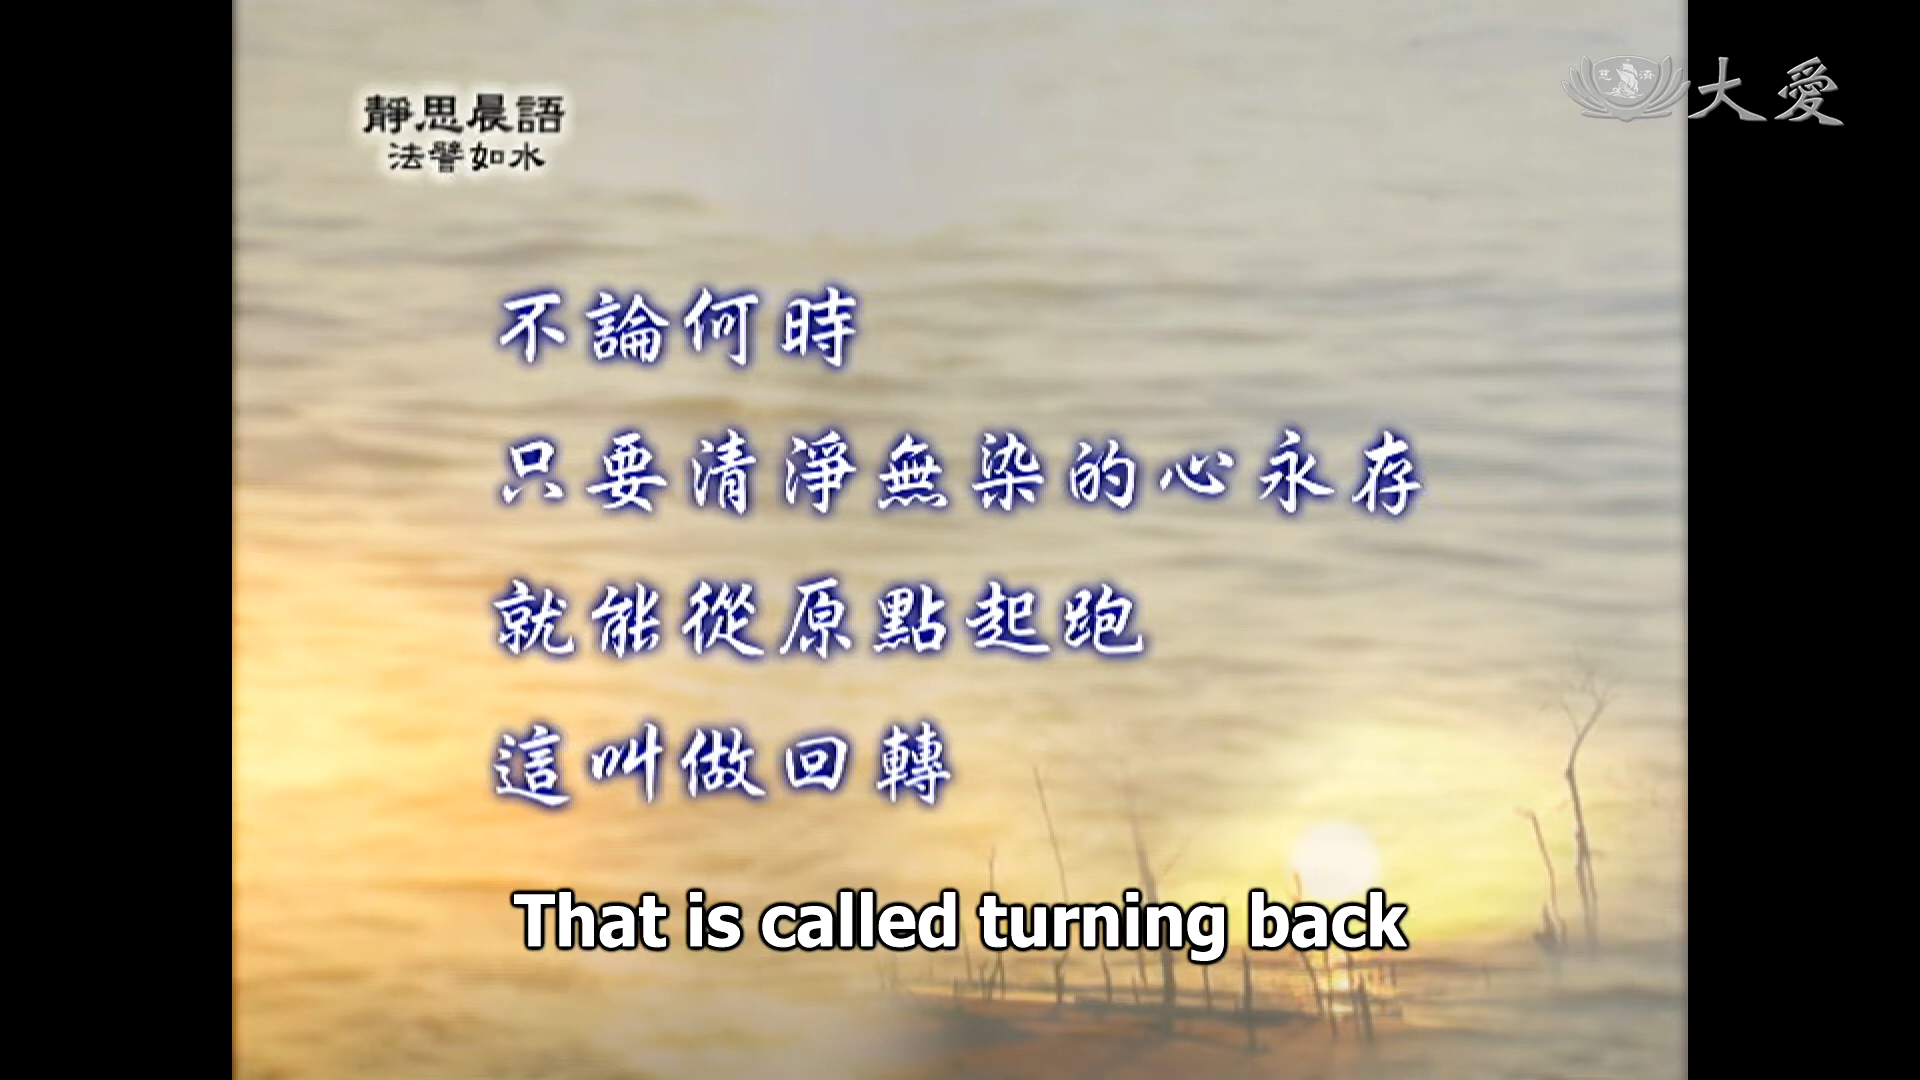 靜思晨語
法譬如水
慈濟
大愛
不論何時
只要清淨無染的心永存
就能從原點起跑
這叫做回轉
That is called turning back